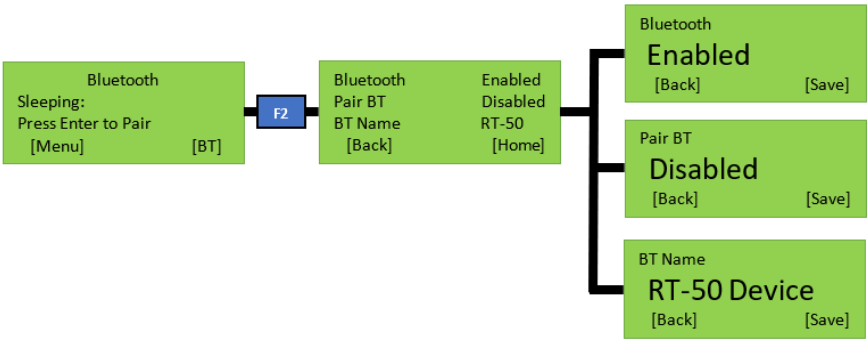 Bluetooth
Sleeping:
Press Enter to Pair
[Menu] [BT]
F2
Bluetooth Enabled
Pair BT Disabled
BT Name RT-50
[Back] [Home]
Bluetooth
Enabled
[Back] [Save]
Pair BT
Disabled
[Back] [Save]
BT Name
RT-50 Device
[Back] [Save]